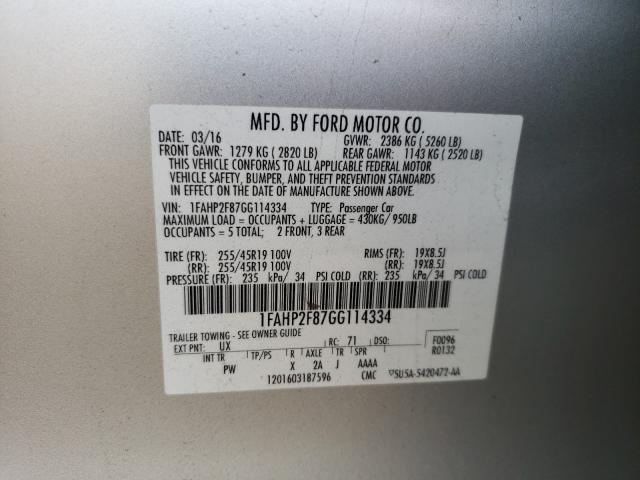 MFD. BY FORD MOTOR CO.
DATE: 03/16 GVWR: 2386 KG ( 5260 LB)
FRONT GAWR: 1279 KG ( 2820 LB) REAR GAWR: 1143 KG ( 2520 LB)
THIS VEHICLE CONFORMS TO ALL APPLICABLE FEDERAL MOTOR
VEHICLE SAFETY, BUMPER, AND THEFT PREVENTION STANDARDS
IN EFFECT ON THE DATE OF MANUFACTURE SHOWN ABOVE.
VIN: 1FAHP2F87GG114334 TYPE: Passenger Car
MAXIMUM LOAD = OCCUPANTS + LUGGAGE = 430KG/ 950LB
OCCUPANTS = 5 TOTAL; 2 FRONT, 3 REAR
TIRE (FR): 255/45R19 100V RIMS (FR): 19X8.5J
(RR): 255/45R19 100V (RR): 19X8.5J
PRESSURE (FR): 235 kPa/ 34 PSI COLD (RR): 235 kPa/ 34 PSI COLD
1FAHP2F87GG114334
TRAILER TOWING - SEE OWNER GUIDE
EXT PNT: UX RC: 71 DSO: F0096
INT TR TP/PS R AXLE TR SPR R0132
PW X 2A J AAAA
1201603187596 CMC ▽5U5A-5420472-AA